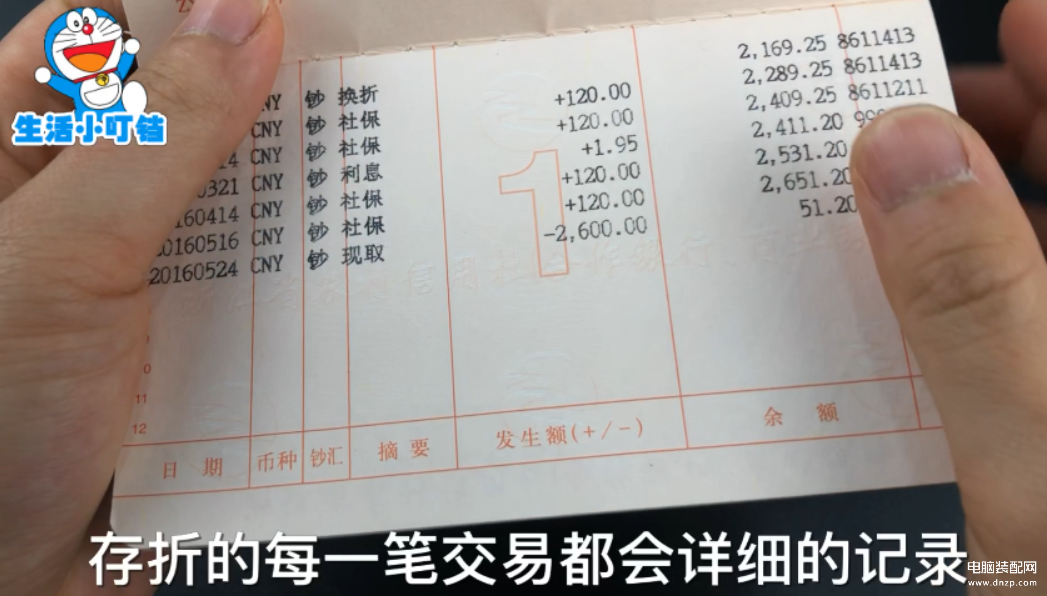 生活小叮铛
NY 钞 换折 2,169.25 8611413
CNY 钞 社保 +120.00 2,289.25 8611413
14 CNY 钞 社保 +120.00 2,409.25 8611211
0321 CNY 钞 利息 +1.95 2,411.20
160414 CNY 钞 社保 +120.00 2,531.20
20160516 CNY 钞 社保 +120.00 2,651.20
20160524 CNY 钞 现取 -2,600.00 51.20
1
11
12
日 期 币种 钞汇 摘 要 发生额(+/-) 余 额
存折的每一笔交易都会详细的记录
电脑装配网
www.dnzp.com